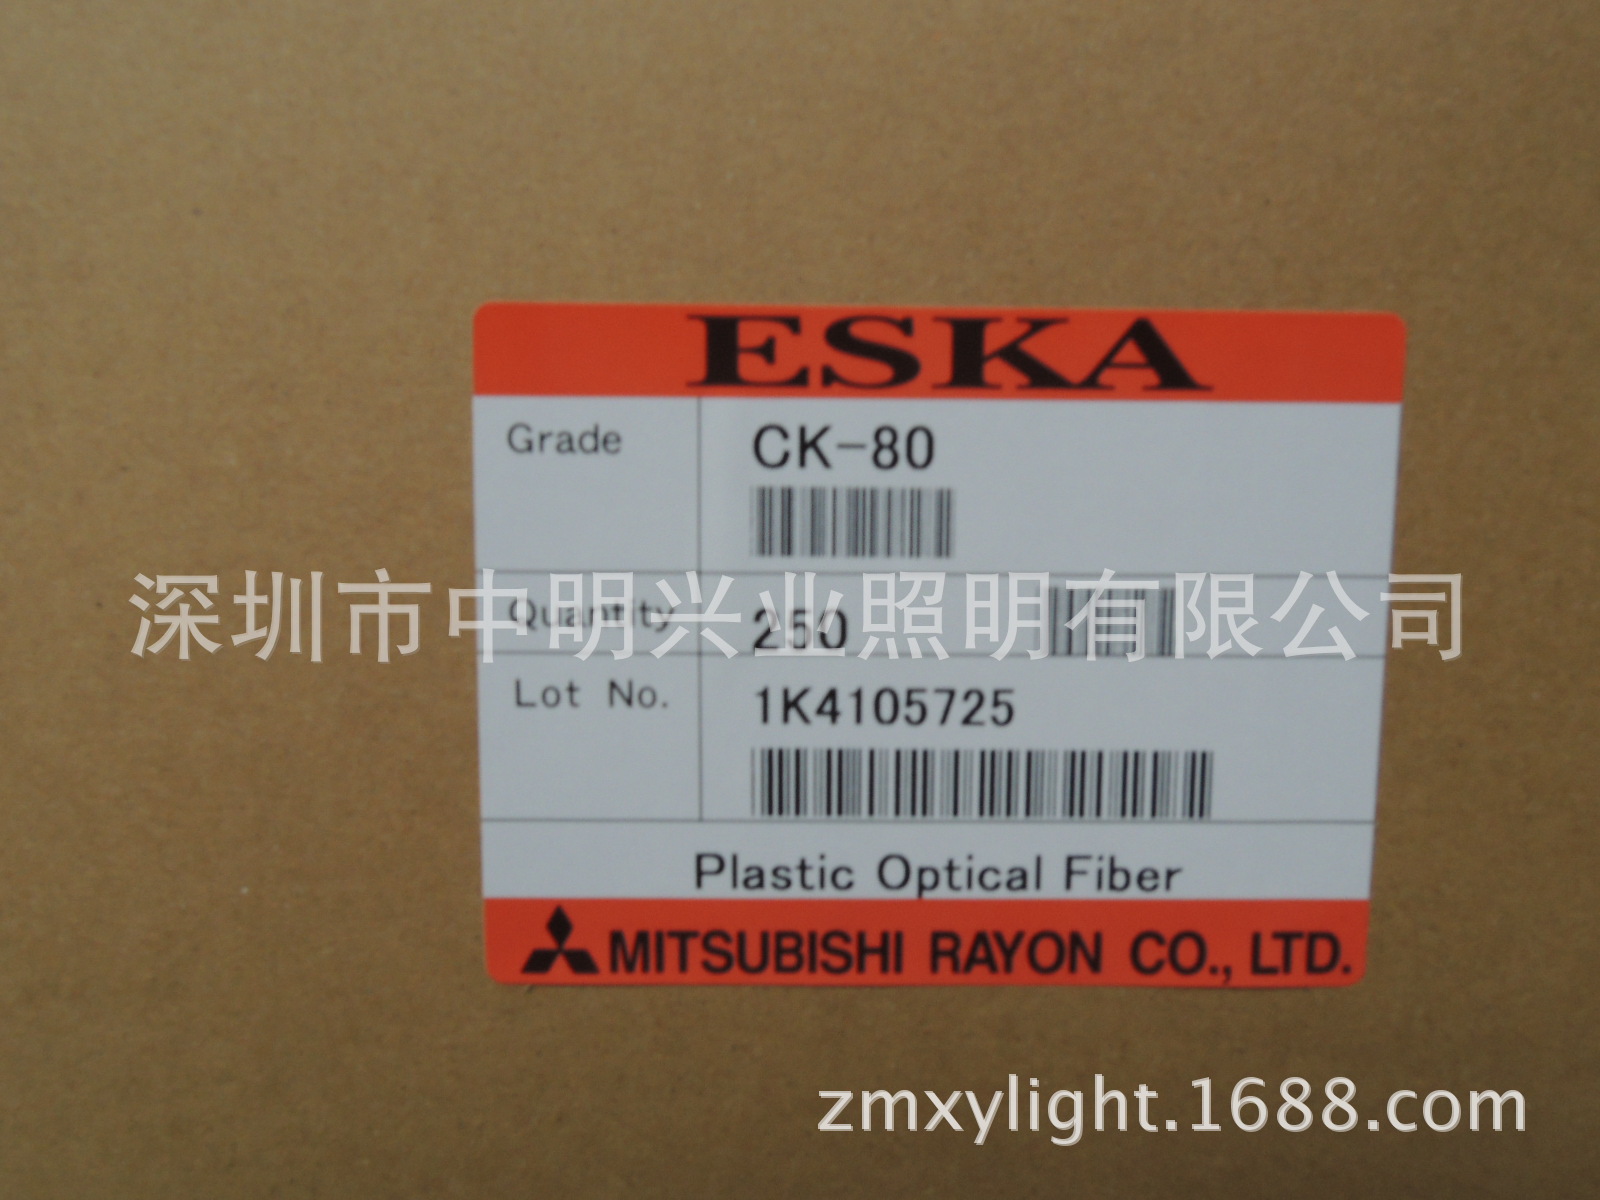 ESKA
Grade CK-80
深圳市中明兴业照明有限公司
Quantity 250
Lot No. 1K4105725
Plastic Optical Fiber
MITSUBISHI RAYON CO., LTD.
zmxylight.1688.com